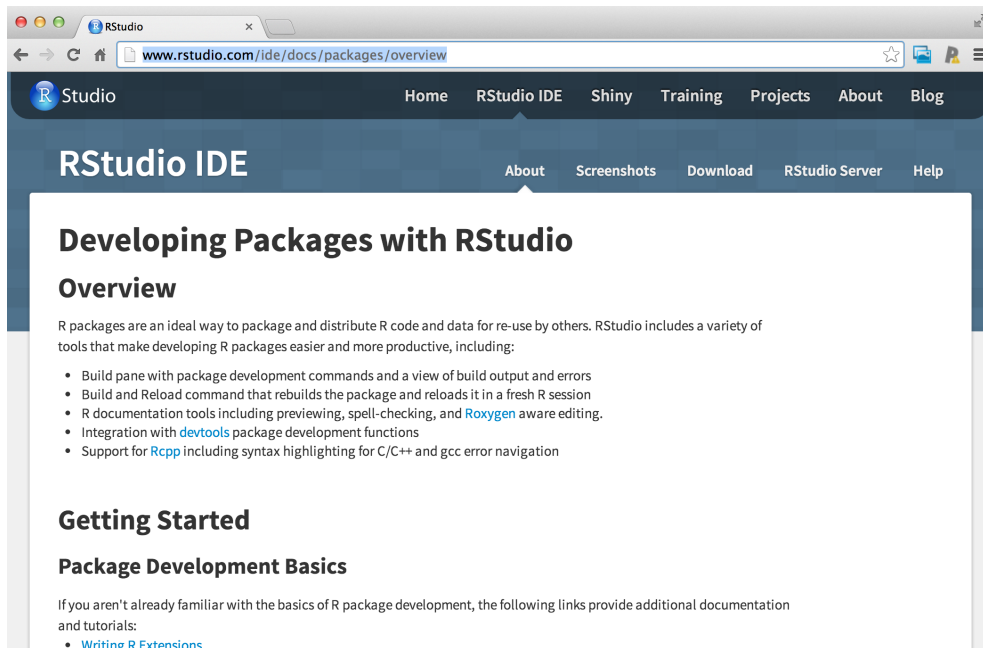 RStudio
www.rstudio.com/ide/docs/packages/overview
R Studio
Home RStudio IDE Shiny Training Projects About Blog
RStudio IDE
About Screenshots Download RStudio Server Help
Developing Packages with RStudio
Overview
R packages are an ideal way to package and distribute R code and data for re-use by others. RStudio includes a variety of
tools that make developing R packages easier and more productive, including:
• Build pane with package development commands and a view of build output and errors
• Build and Reload command that rebuilds the package and reloads it in a fresh R session
• R documentation tools including previewing, spell-checking, and Roxygen aware editing.
• Integration with devtools package development functions
• Support for Rcpp including syntax highlighting for C/C++ and gcc error navigation
Getting Started
Package Development Basics
If you aren't already familiar with the basics of R package development, the following links provide additional documentation
and tutorials:
• Writing R Extensions